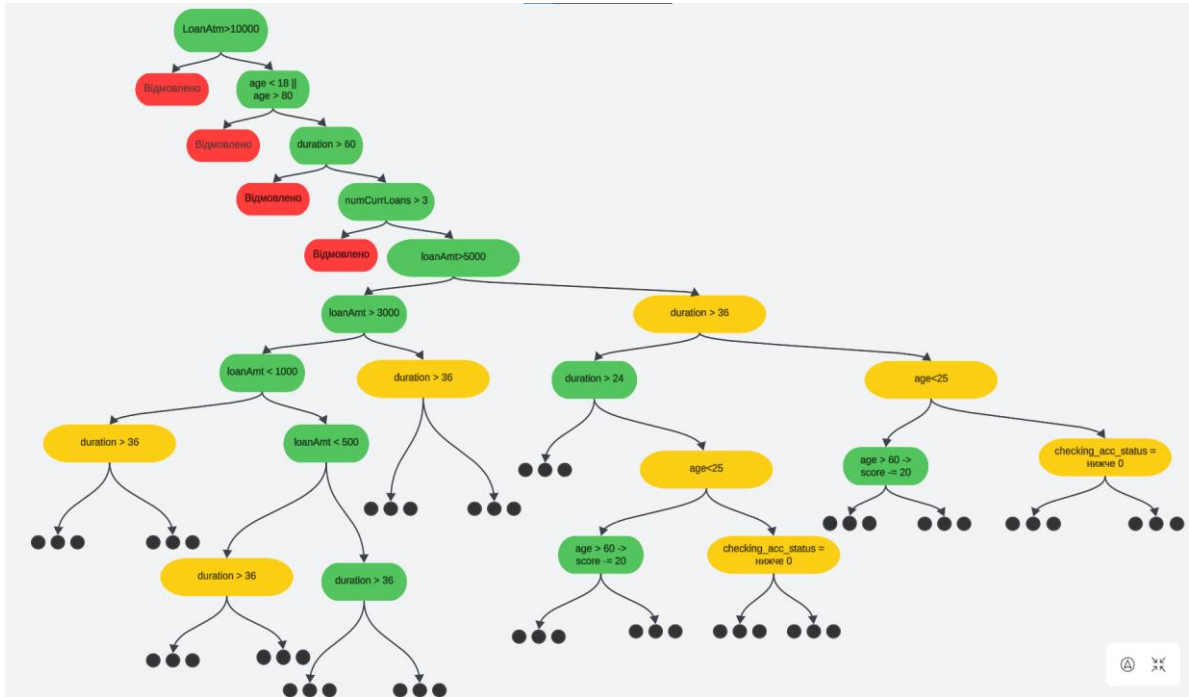 LoanAtm>10000
Відмовлено
age < 18 ||
age > 80
Відмовлено
duration > 60
Відмовлено
numCurrLoans > 3
Відмовлено
loanAmt>5000
loanAmt > 3000
duration > 36
loanAmt < 1000
duration > 36
duration > 24
age<25
duration > 36
loanAmt < 500
age<25
age > 60 ->
score -= 20
checking_acc_status =
нижче 0
age > 60 ->
score -= 20
checking_acc_status =
нижче 0
duration > 36
duration > 36